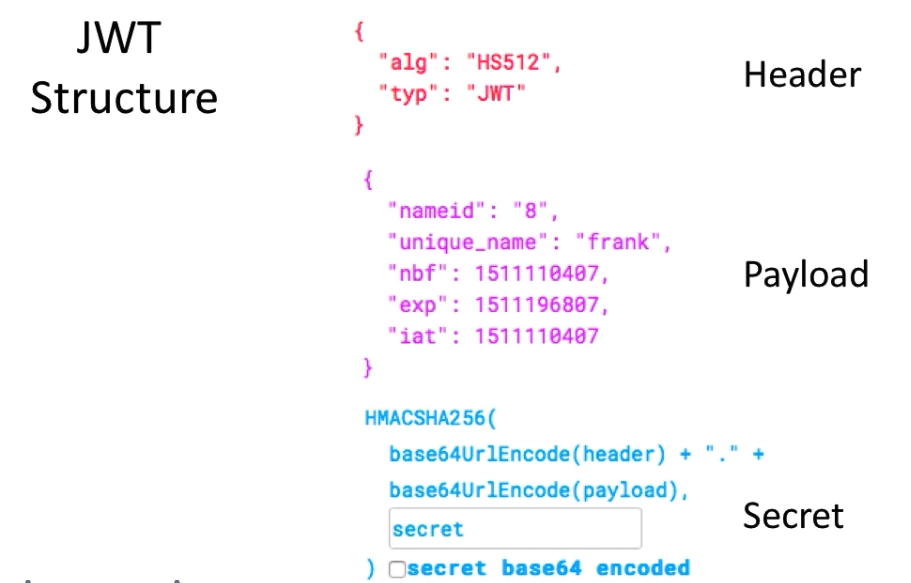 JWT
Structure
{
"alg": "HS512",
"typ": "JWT"
}
Header
{
"nameid": "8",
"unique_name": "frank",
"nbf": 1511110407,
"exp": 1511196807,
"iat": 1511110407
}
Payload
HMACSHA256(
base64UrlEncode(header) + "." +
base64UrlEncode(payload),
secret
) secret base64 encoded
Secret